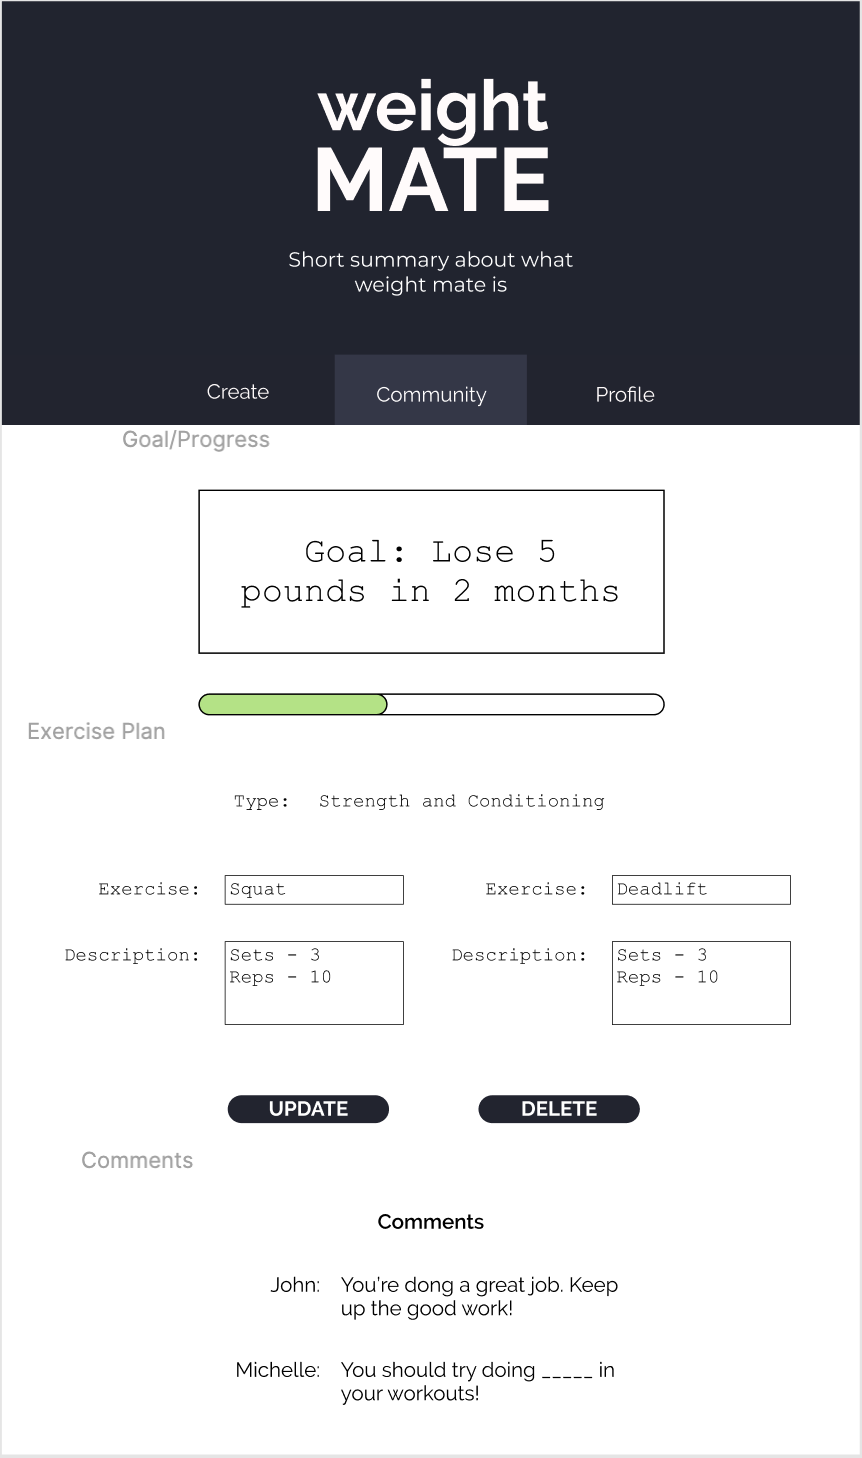 weight
MATE
Short summary about what
weight mate is
Create
Community
Profile
Goal/Progress
Goal: Lose 5
pounds in 2 months
Exercise Plan
Type: Strength and Conditioning
Exercise: Squat
Exercise: Deadlift
Description: Sets - 3
Reps - 10
Description: Sets - 3
Reps - 10
UPDATE
DELETE
Comments
Comments
John: You're dong a great job. Keep
up the good work!
Michelle: You should try doing _____ in
your workouts!